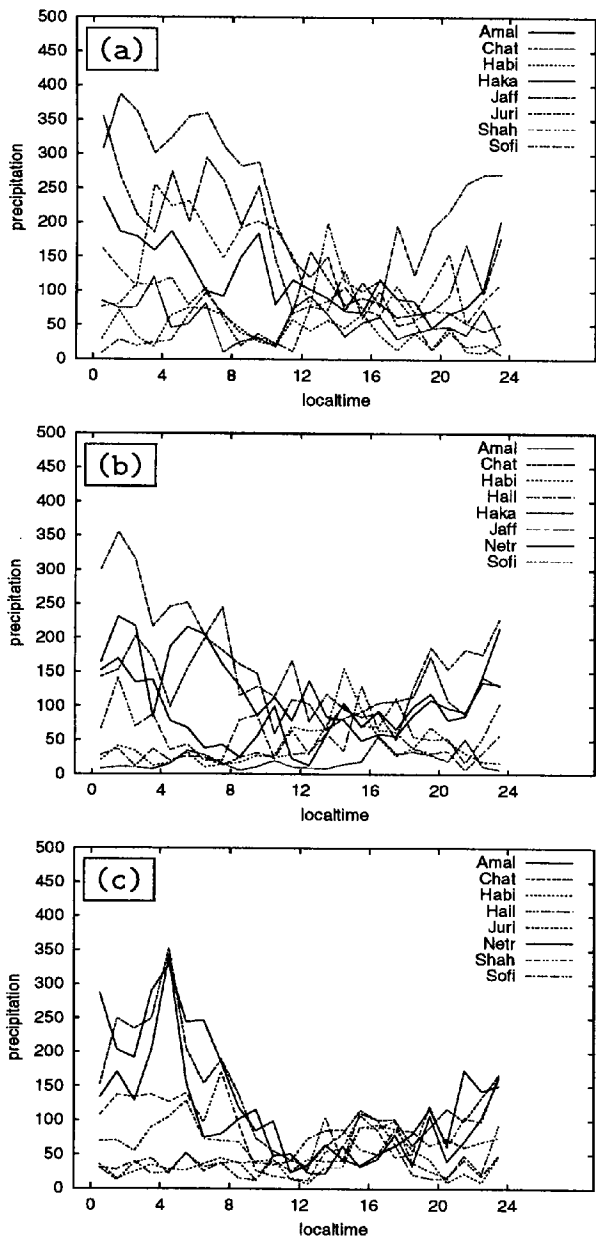 (a)
500
450
400
350
300
250
200
150
100
50
0
precipitation
Amal
Chat
Habi
Haka
Jaff
Juri
Shah
Sofi
0 4 8 12 16 20 24
localtime
(b)
500
450
400
350
300
250
200
150
100
50
0
precipitation
Amal
Chat
Habi
Hail
Haka
Jaff
Netr
Sofi
0 4 8 12 16 20 24
localtime
(c)
500
450
400
350
300
250
200
150
100
50
0
precipitation
Amal
Chat
Habi
Hail
Juri
Netr
Shah
Sofi
0 4 8 12 16 20 24
localtime